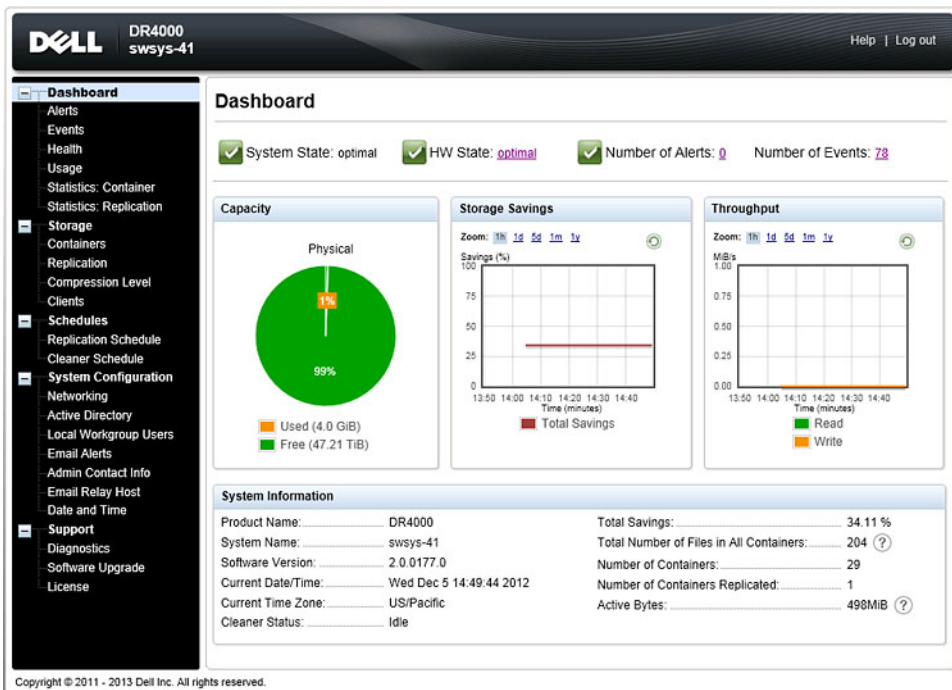 DELL
DR4000
swsys-41
Help | Log out
Dashboard
Alerts
Events
Health
Usage
Statistics: Container
Statistics: Replication
Storage
Containers
Replication
Compression Level
Clients
Schedules
Replication Schedule
Cleaner Schedule
System Configuration
Networking
Active Directory
Local Workgroup Users
Email Alerts
Admin Contact Info
Email Relay Host
Date and Time
Support
Diagnostics
Software Upgrade
License
Dashboard
System State: optimal
HW State: optimal
Number of Alerts: 0
Number of Events: 78
Capacity
Physical
1%
99%
Used (4.0 GiB)
Free (47.21 TiB)
Storage Savings
Zoom: 1h 1d 5d 1m 1y
Savings (%)
100
75
50
25
0
13:50 14:00 14:10 14:20 14:30 14:40
Time (minutes)
Total Savings
Throughput
Zoom: 1h 1d 5d 1m 1y
MiB/s
1.00
0.75
0.50
0.25
0.00
13:50 14:00 14:10 14:20 14:30 14:40
Time (minutes)
Read
Write
System Information
Product Name: DR4000
System Name: swsys-41
Software Version: 2.0.0177.0
Current Date/Time: Wed Dec 5 14:49:44 2012
Current Time Zone: US/Pacific
Cleaner Status: Idle
Total Savings: 34.11 %
Total Number of Files in All Containers: 204 ?
Number of Containers: 29
Number of Containers Replicated: 1
Active Bytes: 498MiB ?
Copyright © 2011 - 2013 Dell Inc. All rights reserved.